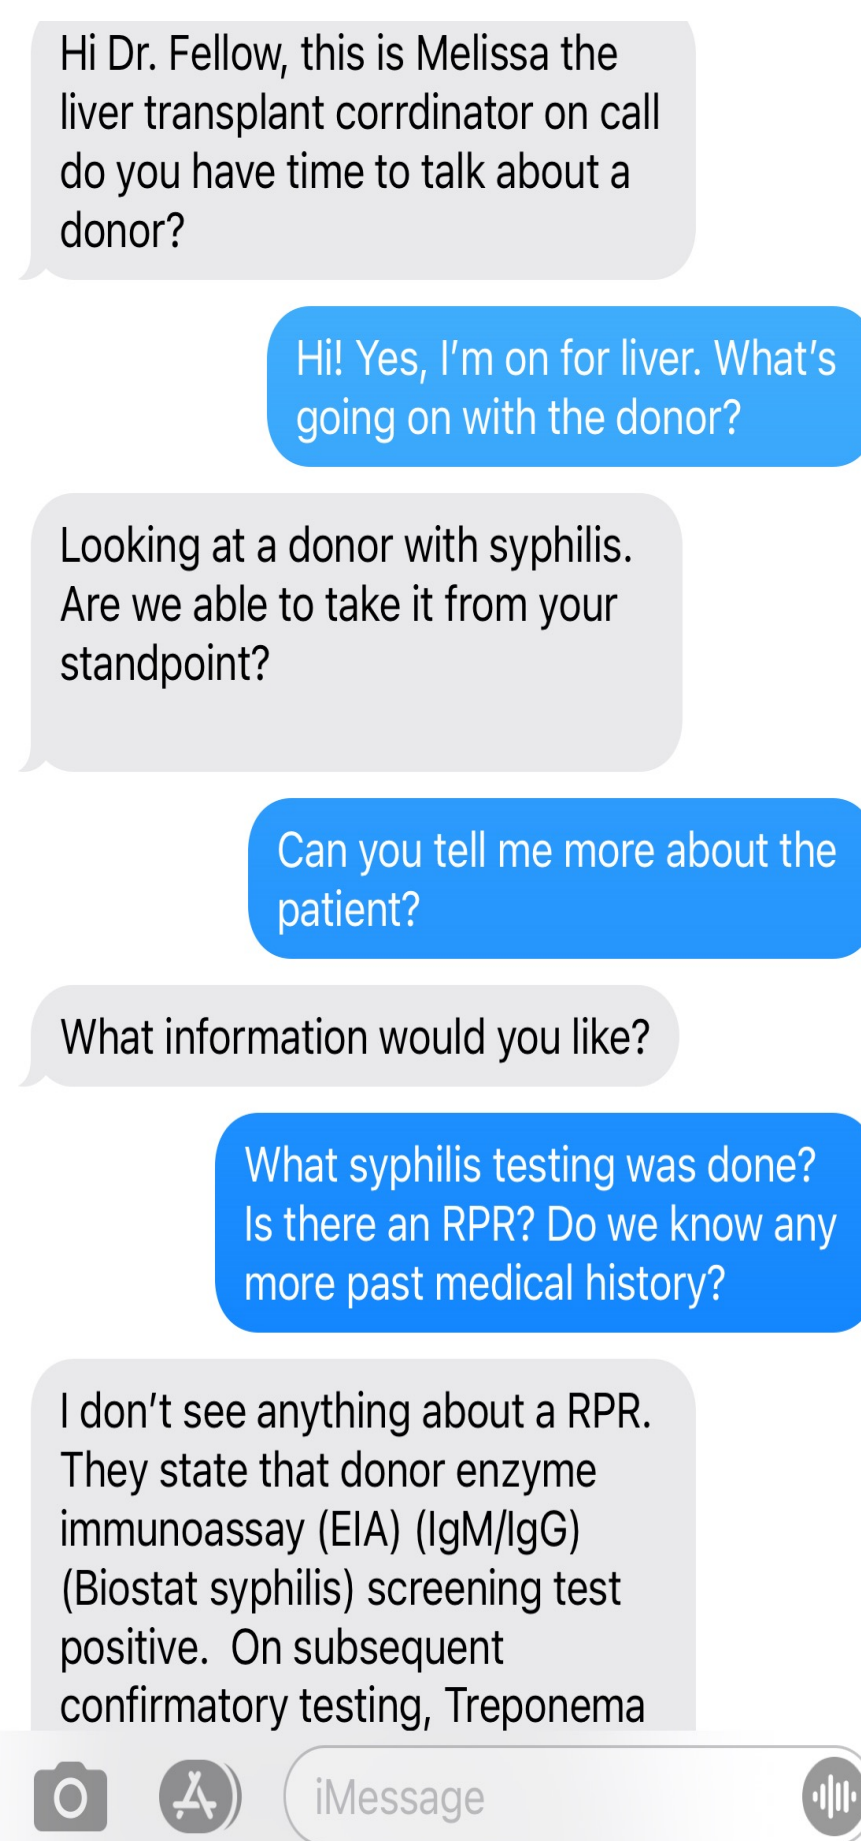 Hi Dr. Fellow, this is Melissa the
liver transplant corrdinator on call
do you have time to talk about a
donor?
Hi! Yes, I’m on for liver. What’s
going on with the donor?
Looking at a donor with syphilis.
Are we able to take it from your
standpoint?
Can you tell me more about the
patient?
What information would you like?
What syphilis testing was done?
Is there an RPR? Do we know any
more past medical history?
I don’t see anything about a RPR.
They state that donor enzyme
immunoassay (EIA) (IgM/IgG)
(Biostat syphilis) screening test
positive.  On subsequent
confirmatory testing, Treponema
iMessage